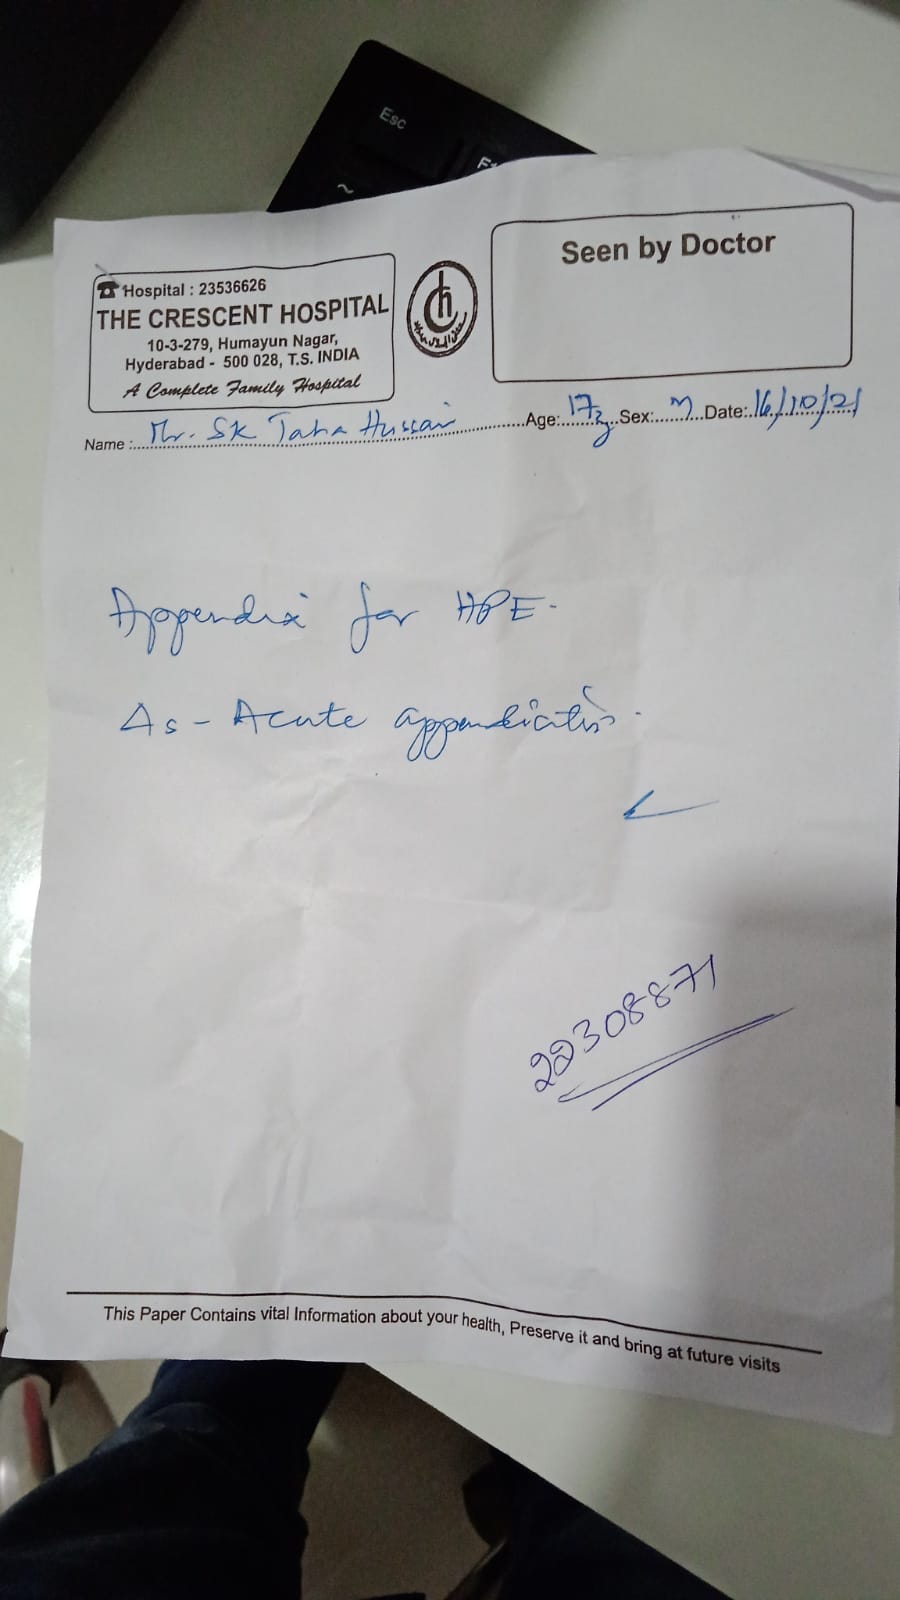 Esc
F1
~
Hospital : 23536626
THE CRESCENT HOSPITAL
10-3-279, Humayun Nagar,
Hyderabad - 500 028, T.S. INDIA
A Complete Family Hospital
Seen by Doctor
Name : Mr. SK Taha Hussain Age: 17y Sex: M Date: 16/10/21
Appendix for HPE.
As - Acute appendicitis.
22308871
This Paper Contains vital Information about your health, Preserve it and bring at future visits